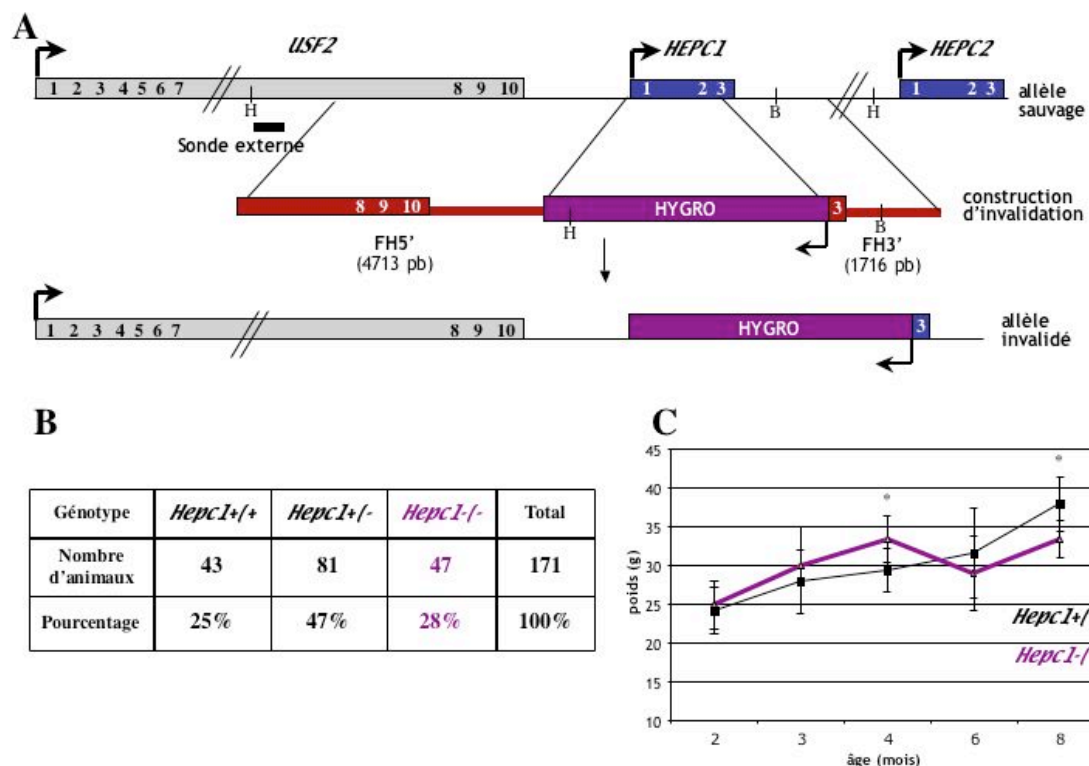 A
USF2 HEPC1 HEPC2
1 2 3 4 5 6 7 8 9 10 1 2 3 1 2 3
allèle
sauvage
H B H
Sonde externe
8 9 10 HYGRO 3
construction
d'invalidation
H B
FH5'
(4713 pb)
FH3'
(1716 pb)
1 2 3 4 5 6 7 8 9 10 HYGRO 3
allèle
invalidé
B
Génotype Hepc1+/+ Hepc1+/- Hepc1-/- Total
Nombre
d'animaux
43 81 47 171
Pourcentage 25% 47% 28% 100%
C
poids (g)
45
40
35
30
25
20
15
10
* *
Hepc1+/
Hepc1-/
2 3 4 6 8
âge (mois)